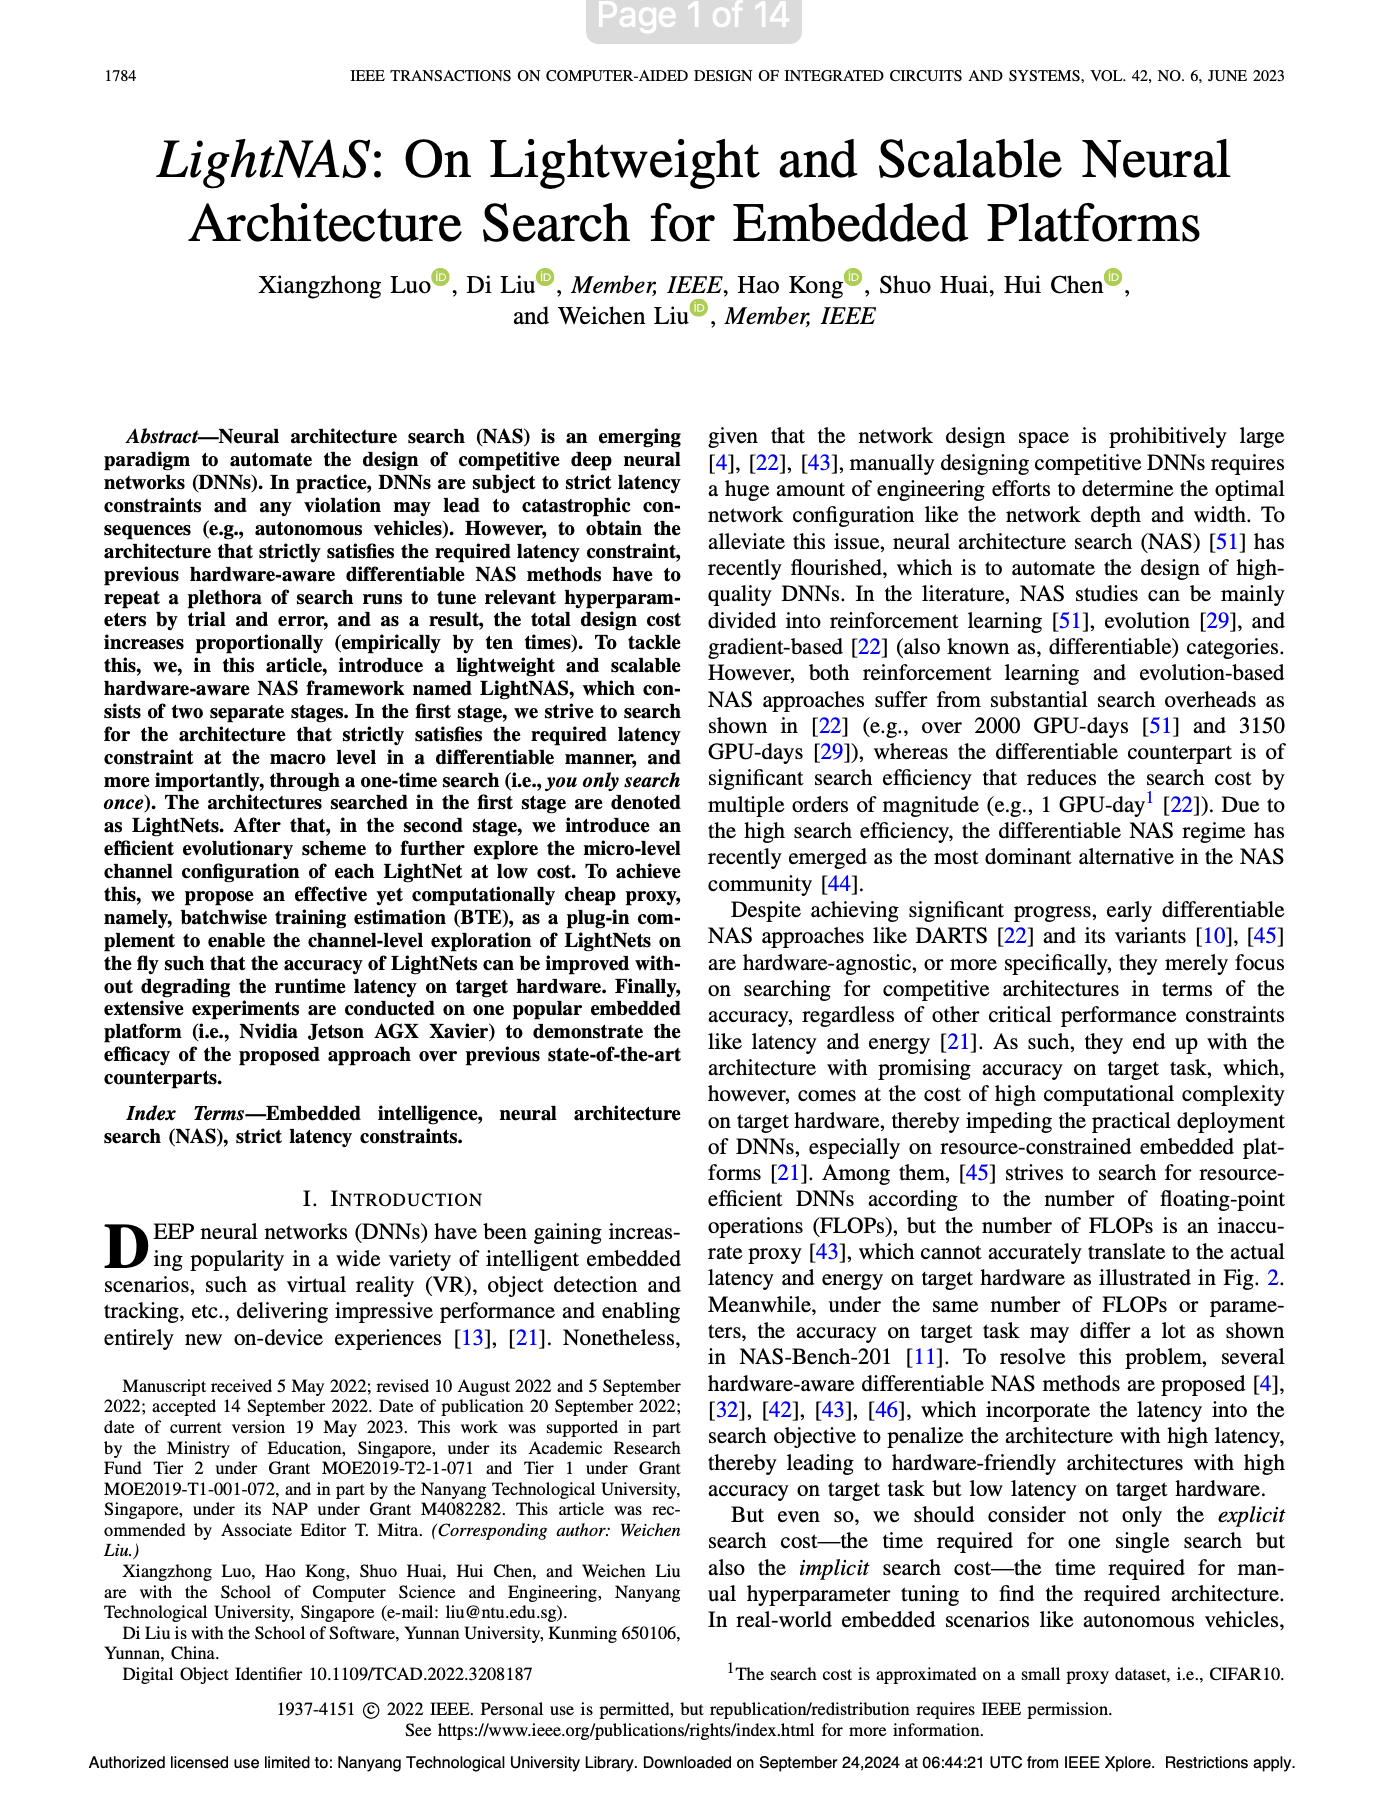 Page 1 of 14
1784
IEEE TRANSACTIONS ON COMPUTER-AIDED DESIGN OF INTEGRATED CIRCUITS AND SYSTEMS, VOL. 42, NO. 6, JUNE 2023
LightNAS: On Lightweight and Scalable Neural
Architecture Search for Embedded Platforms
Xiangzhong Luo, Di Liu, Member, IEEE, Hao Kong, Shuo Huai, Hui Chen,
and Weichen Liu, Member, IEEE
Abstract—Neural architecture search (NAS) is an emerging
paradigm to automate the design of competitive deep neural
networks (DNNs). In practice, DNNs are subject to strict latency
constraints and any violation may lead to catastrophic con-
sequences (e.g., autonomous vehicles). However, to obtain the
architecture that strictly satisfies the required latency constraint,
previous hardware-aware differentiable NAS methods have to
repeat a plethora of search runs to tune relevant hyperparam-
eters by trial and error, and as a result, the total design cost
increases proportionally (empirically by ten times). To tackle
this, we, in this article, introduce a lightweight and scalable
hardware-aware NAS framework named LightNAS, which con-
sists of two separate stages. In the first stage, we strive to search
for the architecture that strictly satisfies the required latency
constraint at the macro level in a differentiable manner, and
more importantly, through a one-time search (i.e., you only search
once). The architectures searched in the first stage are denoted
as LightNets. After that, in the second stage, we introduce an
efficient evolutionary scheme to further explore the micro-level
channel configuration of each LightNet at low cost. To achieve
this, we propose an effective yet computationally cheap proxy,
namely, batchwise training estimation (BTE), as a plug-in com-
plement to enable the channel-level exploration of LightNets on
the fly such that the accuracy of LightNets can be improved with-
out degrading the runtime latency on target hardware. Finally,
extensive experiments are conducted on one popular embedded
platform (i.e., Nvidia Jetson AGX Xavier) to demonstrate the
efficacy of the proposed approach over previous state-of-the-art
counterparts.
Index Terms—Embedded intelligence, neural architecture
search (NAS), strict latency constraints.
I. INTRODUCTION
DEEP neural networks (DNNs) have been gaining increas-
ing popularity in a wide variety of intelligent embedded
scenarios, such as virtual reality (VR), object detection and
tracking, etc., delivering impressive performance and enabling
entirely new on-device experiences [13], [21]. Nonetheless,
Manuscript received 5 May 2022; revised 10 August 2022 and 5 September
2022; accepted 14 September 2022. Date of publication 20 September 2022;
date of current version 19 May 2023. This work was supported in part
by the Ministry of Education, Singapore, under its Academic Research
Fund Tier 2 under Grant MOE2019-T2-1-071 and Tier 1 under Grant
MOE2019-T1-001-072, and in part by the Nanyang Technological University,
Singapore, under its NAP under Grant M4082282. This article was rec-
ommended by Associate Editor T. Mitra. (Corresponding author: Weichen
Liu.)
Xiangzhong Luo, Hao Kong, Shuo Huai, Hui Chen, and Weichen Liu
are with the School of Computer Science and Engineering, Nanyang
Technological University, Singapore (e-mail: liu@ntu.edu.sg).
Di Liu is with the School of Software, Yunnan University, Kunming 650106,
Yunnan, China.
Digital Object Identifier 10.1109/TCAD.2022.3208187
given that the network design space is prohibitively large
[4], [22], [43], manually designing competitive DNNs requires
a huge amount of engineering efforts to determine the optimal
network configuration like the network depth and width. To
alleviate this issue, neural architecture search (NAS) [51] has
recently flourished, which is to automate the design of high-
quality DNNs. In the literature, NAS studies can be mainly
divided into reinforcement learning [51], evolution [29], and
gradient-based [22] (also known as, differentiable) categories.
However, both reinforcement learning and evolution-based
NAS approaches suffer from substantial search overheads as
shown in [22] (e.g., over 2000 GPU-days [51] and 3150
GPU-days [29]), whereas the differentiable counterpart is of
significant search efficiency that reduces the search cost by
multiple orders of magnitude (e.g., 1 GPU-day1 [22]). Due to
the high search efficiency, the differentiable NAS regime has
recently emerged as the most dominant alternative in the NAS
community [44].
Despite achieving significant progress, early differentiable
NAS approaches like DARTS [22] and its variants [10], [45]
are hardware-agnostic, or more specifically, they merely focus
on searching for competitive architectures in terms of the
accuracy, regardless of other critical performance constraints
like latency and energy [21]. As such, they end up with the
architecture with promising accuracy on target task, which,
however, comes at the cost of high computational complexity
on target hardware, thereby impeding the practical deployment
of DNNs, especially on resource-constrained embedded plat-
forms [21]. Among them, [45] strives to search for resource-
efficient DNNs according to the number of floating-point
operations (FLOPs), but the number of FLOPs is an inaccu-
rate proxy [43], which cannot accurately translate to the actual
latency and energy on target hardware as illustrated in Fig. 2.
Meanwhile, under the same number of FLOPs or parame-
ters, the accuracy on target task may differ a lot as shown
in NAS-Bench-201 [11]. To resolve this problem, several
hardware-aware differentiable NAS methods are proposed [4],
[32], [42], [43], [46], which incorporate the latency into the
search objective to penalize the architecture with high latency,
thereby leading to hardware-friendly architectures with high
accuracy on target task but low latency on target hardware.
But even so, we should consider not only the explicit
search cost—the time required for one single search but
also the implicit search cost—the time required for man-
ual hyperparameter tuning to find the required architecture.
In real-world embedded scenarios like autonomous vehicles,
1The search cost is approximated on a small proxy dataset, i.e., CIFAR10.
1937-4151 © 2022 IEEE. Personal use is permitted, but republication/redistribution requires IEEE permission.
See https://www.ieee.org/publications/rights/index.html for more information.
Authorized licensed use limited to: Nanyang Technological University Library. Downloaded on September 24,2024 at 06:44:21 UTC from IEEE Xplore. Restrictions apply.